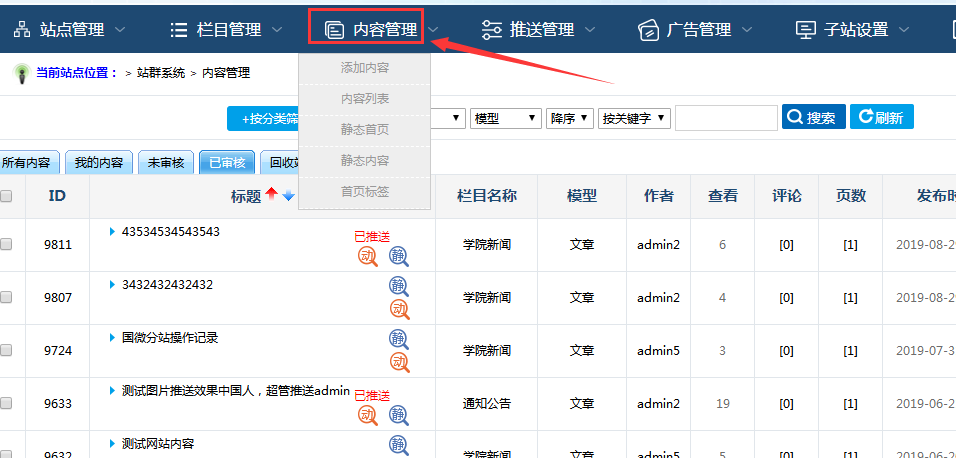 站点管理 栏目管理 内容管理 推送管理 广告管理 子站设置
当前站点位置： > 站群系统 > 内容管理
添加内容
内容列表
静态首页
静态内容
首页标签
+按分类筛 模型 降序 按关键字 搜索 刷新
所有内容 我的内容 未审核 已审核 回收
ID 标题 栏目名称 模型 作者 查看 评论 页数 发布时
9811 43534534543543 已推送 动 静 学院新闻 文章 admin2 6 [0] [1] 2019-08-2
9807 3432432432432 静 动 学院新闻 文章 admin2 4 [0] [1] 2019-08-2
9724 国微分站操作记录 静 动 学院新闻 文章 admin5 3 [0] [1] 2019-07-3
9633 测试图片推送效果中国人，超管推送admin 已推送 动 静 通知公告 文章 admin2 19 [0] [1] 2019-06-2
9632 测试网站内容 静 学院新闻 文章 admin5 5 [0] [1] 2019-06-2